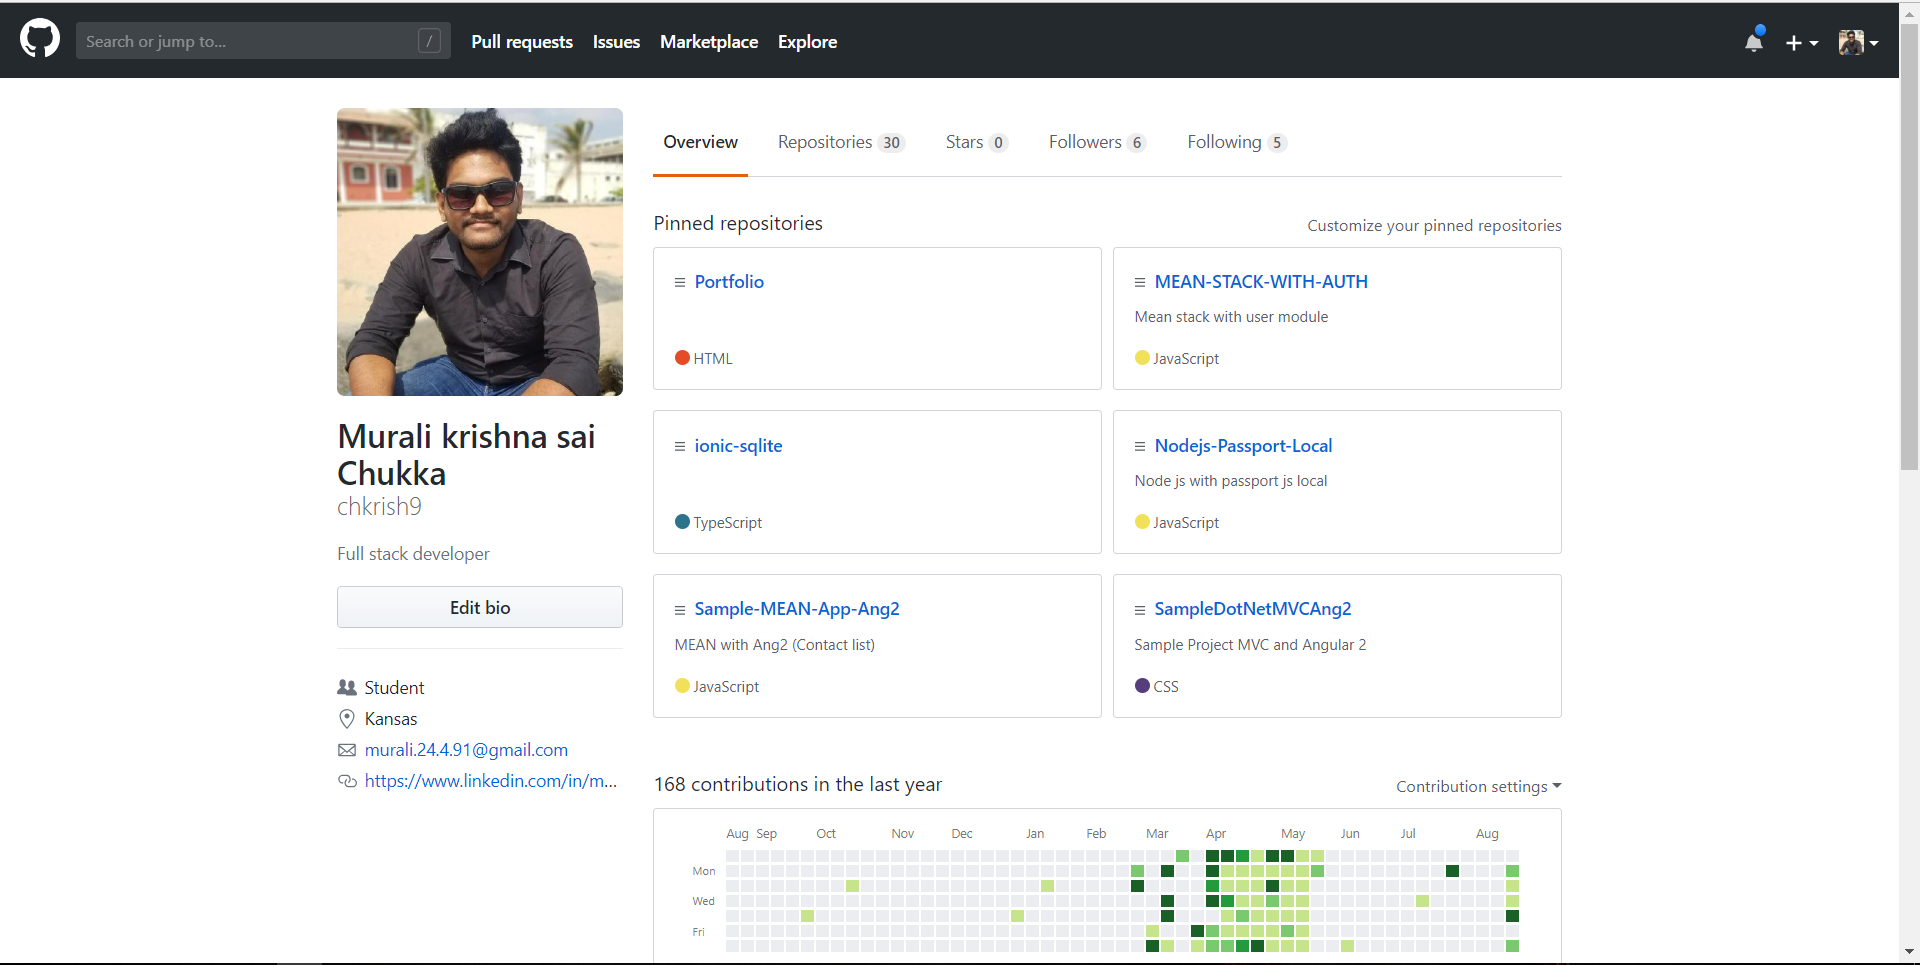 Search or jump to... /
Pull requests Issues Marketplace Explore
Overview Repositories 30 Stars 0 Followers 6 Following 5
Murali krishna sai
Chukka
chkrish9
Full stack developer
Edit bio
Student
Kansas
murali.24.4.91@gmail.com
https://www.linkedin.com/in/m...
Pinned repositories
Customize your pinned repositories
Portfolio
HTML
MEAN-STACK-WITH-AUTH
Mean stack with user module
JavaScript
ionic-sqlite
TypeScript
Nodejs-Passport-Local
Node js with passport js local
JavaScript
Sample-MEAN-App-Ang2
MEAN with Ang2 (Contact list)
JavaScript
SampleDotNetMVCAng2
Sample Project MVC and Angular 2
CSS
168 contributions in the last year
Contribution settings
Aug Sep Oct Nov Dec Jan Feb Mar Apr May Jun Jul Aug
Mon
Wed
Fri